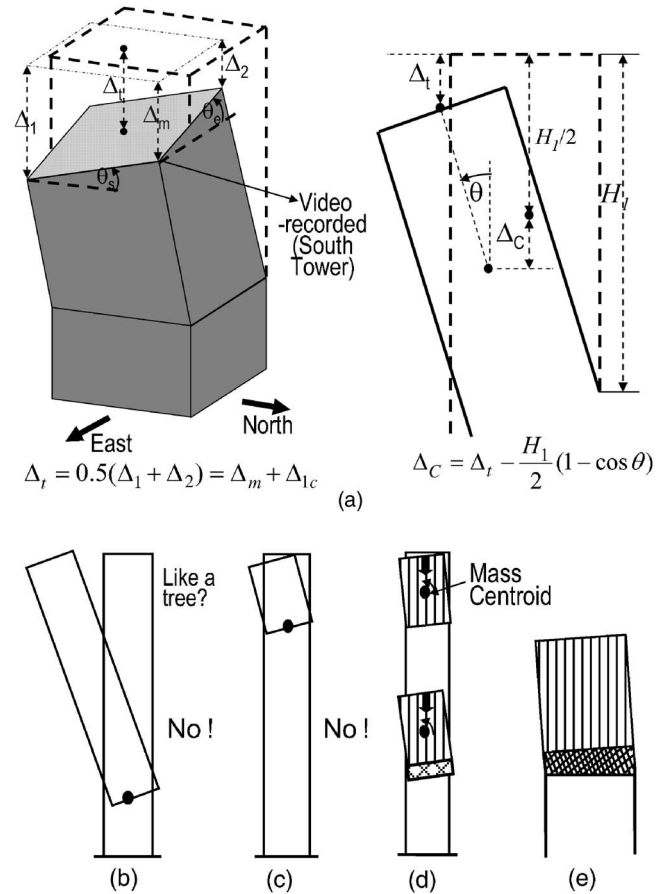 Δ₁
Δt
Δm
Δ₂
θs
θe
Video
-recorded
(South
Tower)
East
North
Δt = 0.5(Δ₁ + Δ₂) = Δm + Δ1c
Δt
θ
H₁/2
ΔC
H₁
ΔC = Δt − H₁/2 (1 − cos θ)
(a)
Like a
tree?
No !
No !
Mass
Centroid
(b)
(c)
(d)
(e)